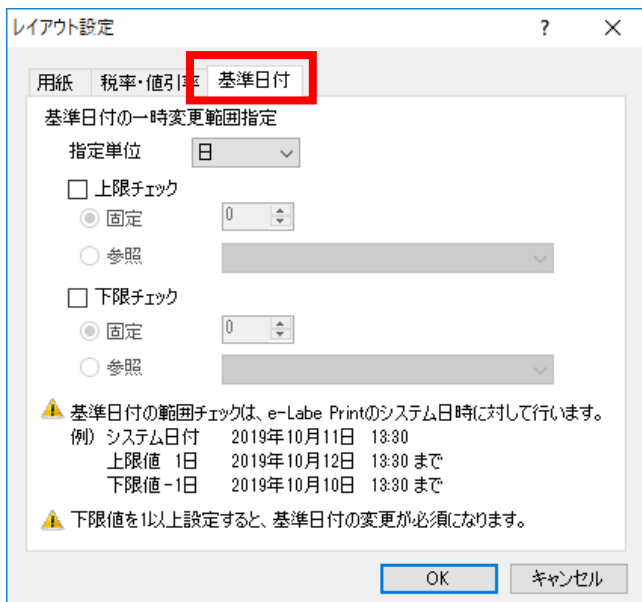 レイアウト設定 ?
用紙 税率・値引率 基準日付
基準日付の一時変更範囲指定
指定単位 日
上限チェック
固定 0
参照
下限チェック
固定 0
参照
基準日付の範囲チェックは、e-Labe Printのシステム日時に対して行います。
例) システム日付 2019年10月11日 13:30
上限値 1日 2019年10月12日 13:30 まで
下限値 -1日 2019年10月10日 13:30 まで
下限値を1以上設定すると、基準日付の変更が必須になります。
OK キャンセル